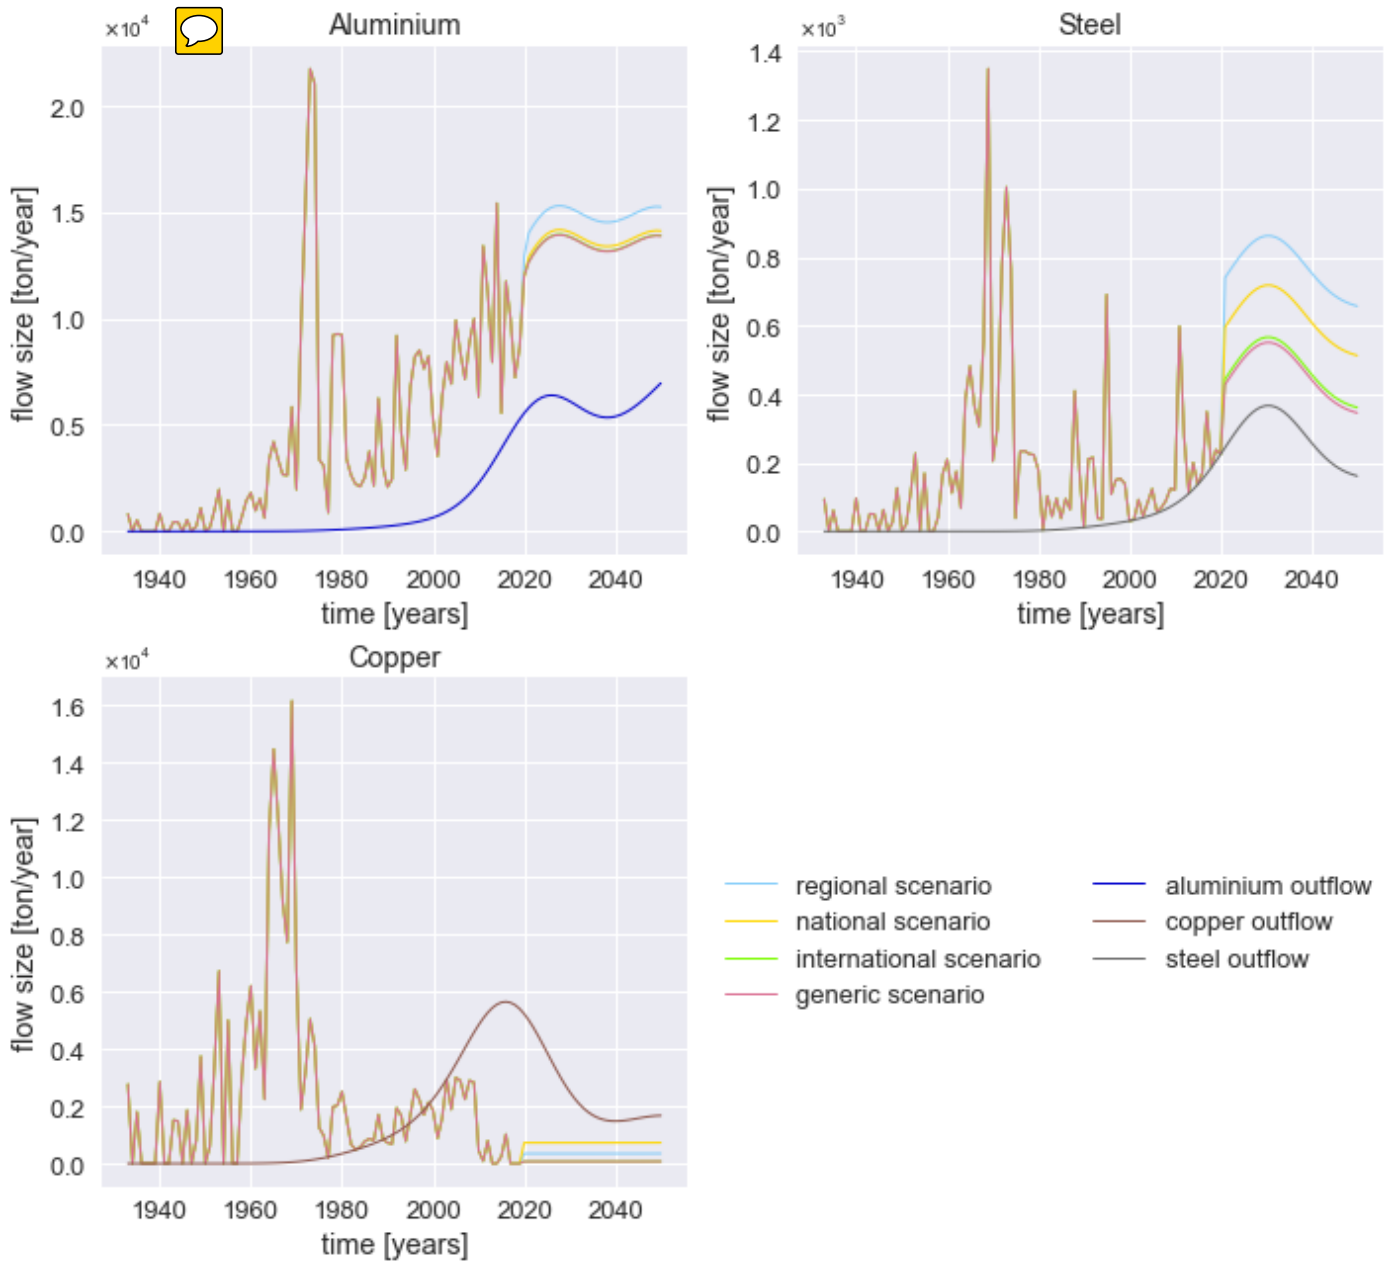 ×10⁴
Aluminium
2.0
1.5
1.0
0.5
0.0
flow size [ton/year]
1940 1960 1980 2000 2020 2040
time [years]
×10³
Steel
1.4
1.2
1.0
0.8
0.6
0.4
0.2
0.0
flow size [ton/year]
1940 1960 1980 2000 2020 2040
time [years]
×10⁴
Copper
1.6
1.4
1.2
1.0
0.8
0.6
0.4
0.2
0.0
flow size [ton/year]
1940 1960 1980 2000 2020 2040
time [years]
regional scenario
national scenario
international scenario
generic scenario
aluminium outflow
copper outflow
steel outflow